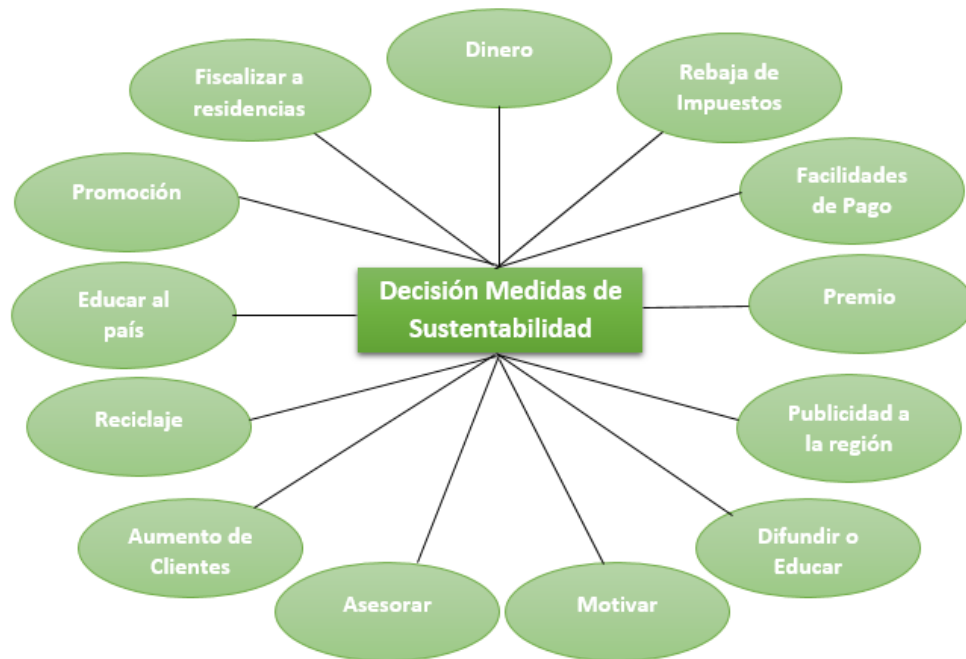 Dinero
Fiscalizar a
residencias
Rebaja de
Impuestos
Promoción
Facilidades
de Pago
Decisión Medidas de
Sustentabilidad
Educar al
país
Premio
Reciclaje
Publicidad a
la región
Aumento de
Clientes
Difundir o
Educar
Asesorar
Motivar